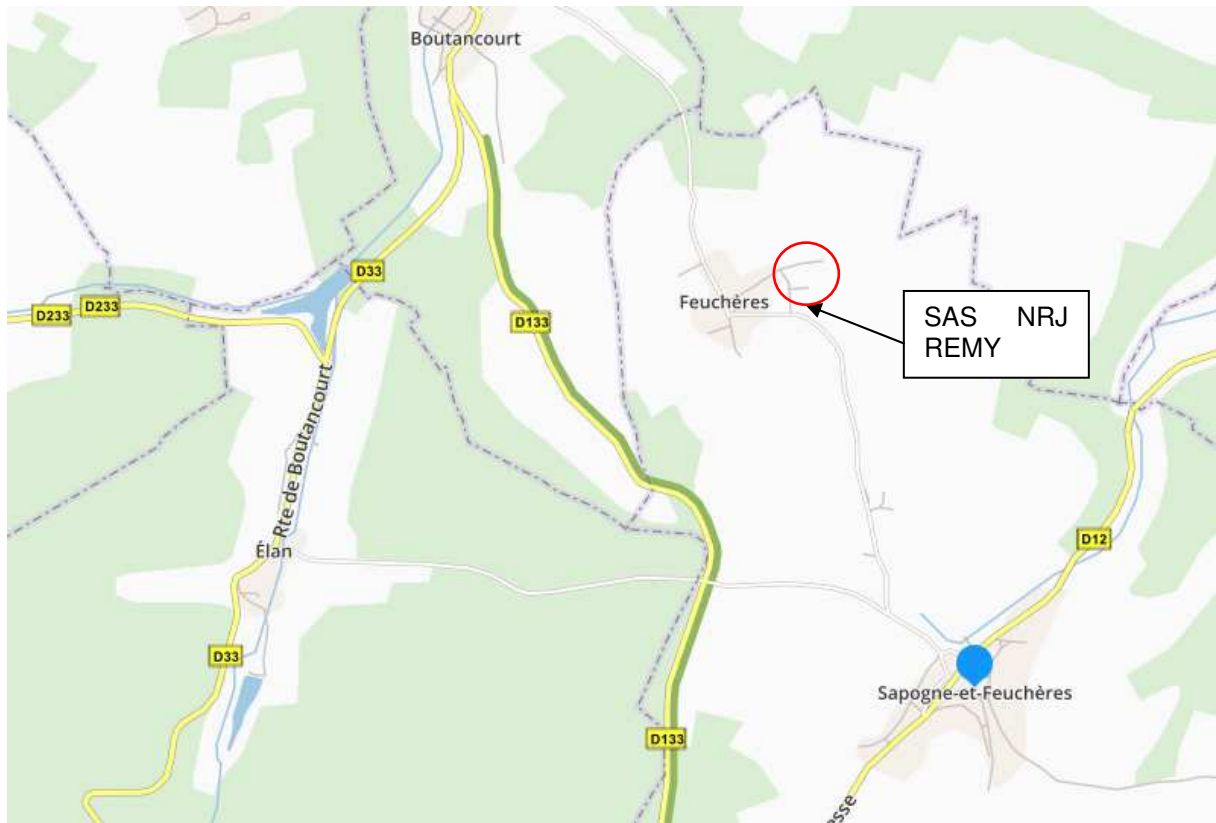 Boutancourt
D33
D233
D233
D133
Feuchères
SAS NRJ
REMY
Rte de Boutancourt
D12
Élan
D33
Sapogne-et-Feuchères
D133
esse